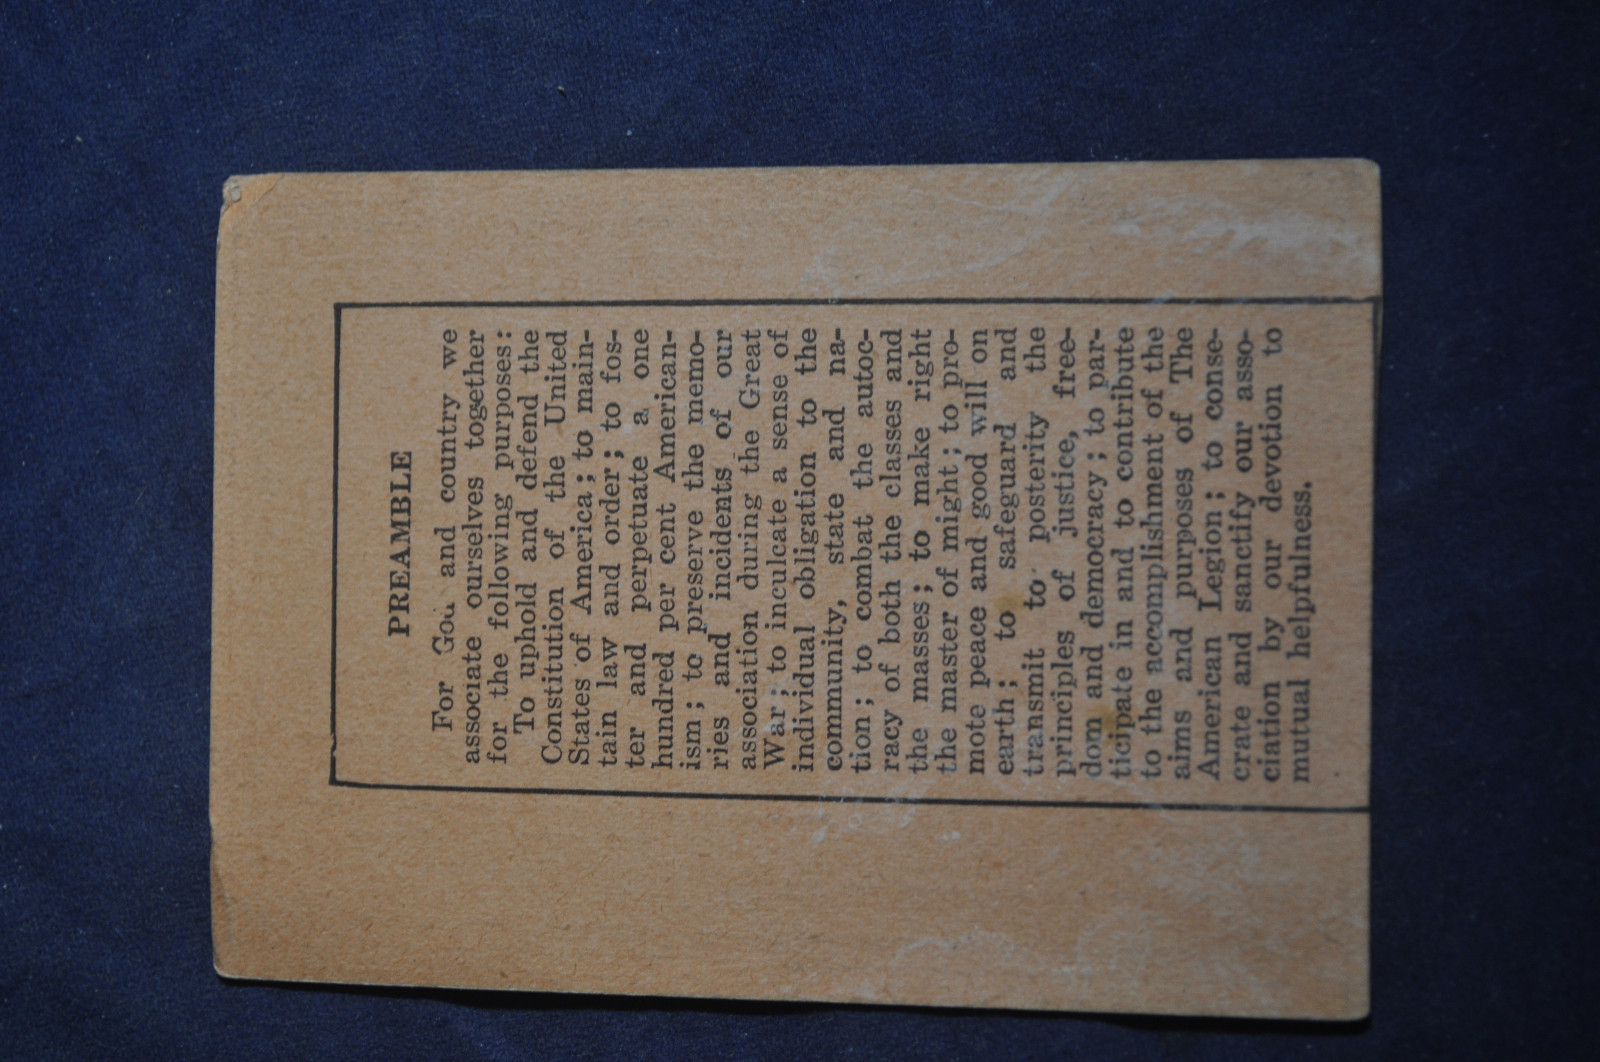 PREAMBLE
For God and country we
associate ourselves together
for the following purposes:
To uphold and defend the
Constitution of the United
States of America; to main-
tain law and order; to fos-
ter and perpetuate a one
hundred per cent American-
ism; to preserve the memo-
ries and incidents of our
association during the Great
War; to inculcate a sense of
individual obligation to the
community, state and na-
tion; to combat the autoc-
racy of both the classes and
the masses; to make right
the master of might; to pro-
mote peace and good will on
earth; to safeguard and
transmit to posterity the
principles of justice, free-
dom and democracy; to par-
ticipate in and to contribute
to the accomplishment of the
aims and purposes of The
American Legion; to conse-
crate and sanctify our asso-
ciation by our devotion to
mutual helpfulness.